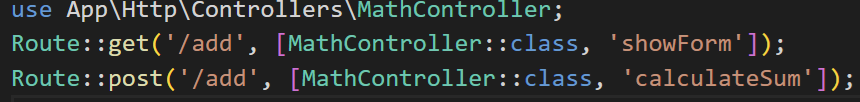 use App\Http\Controllers\MathController;
Route::get('/add', [MathController::class, 'showForm']);
Route::post('/add', [MathController::class, 'calculateSum']);